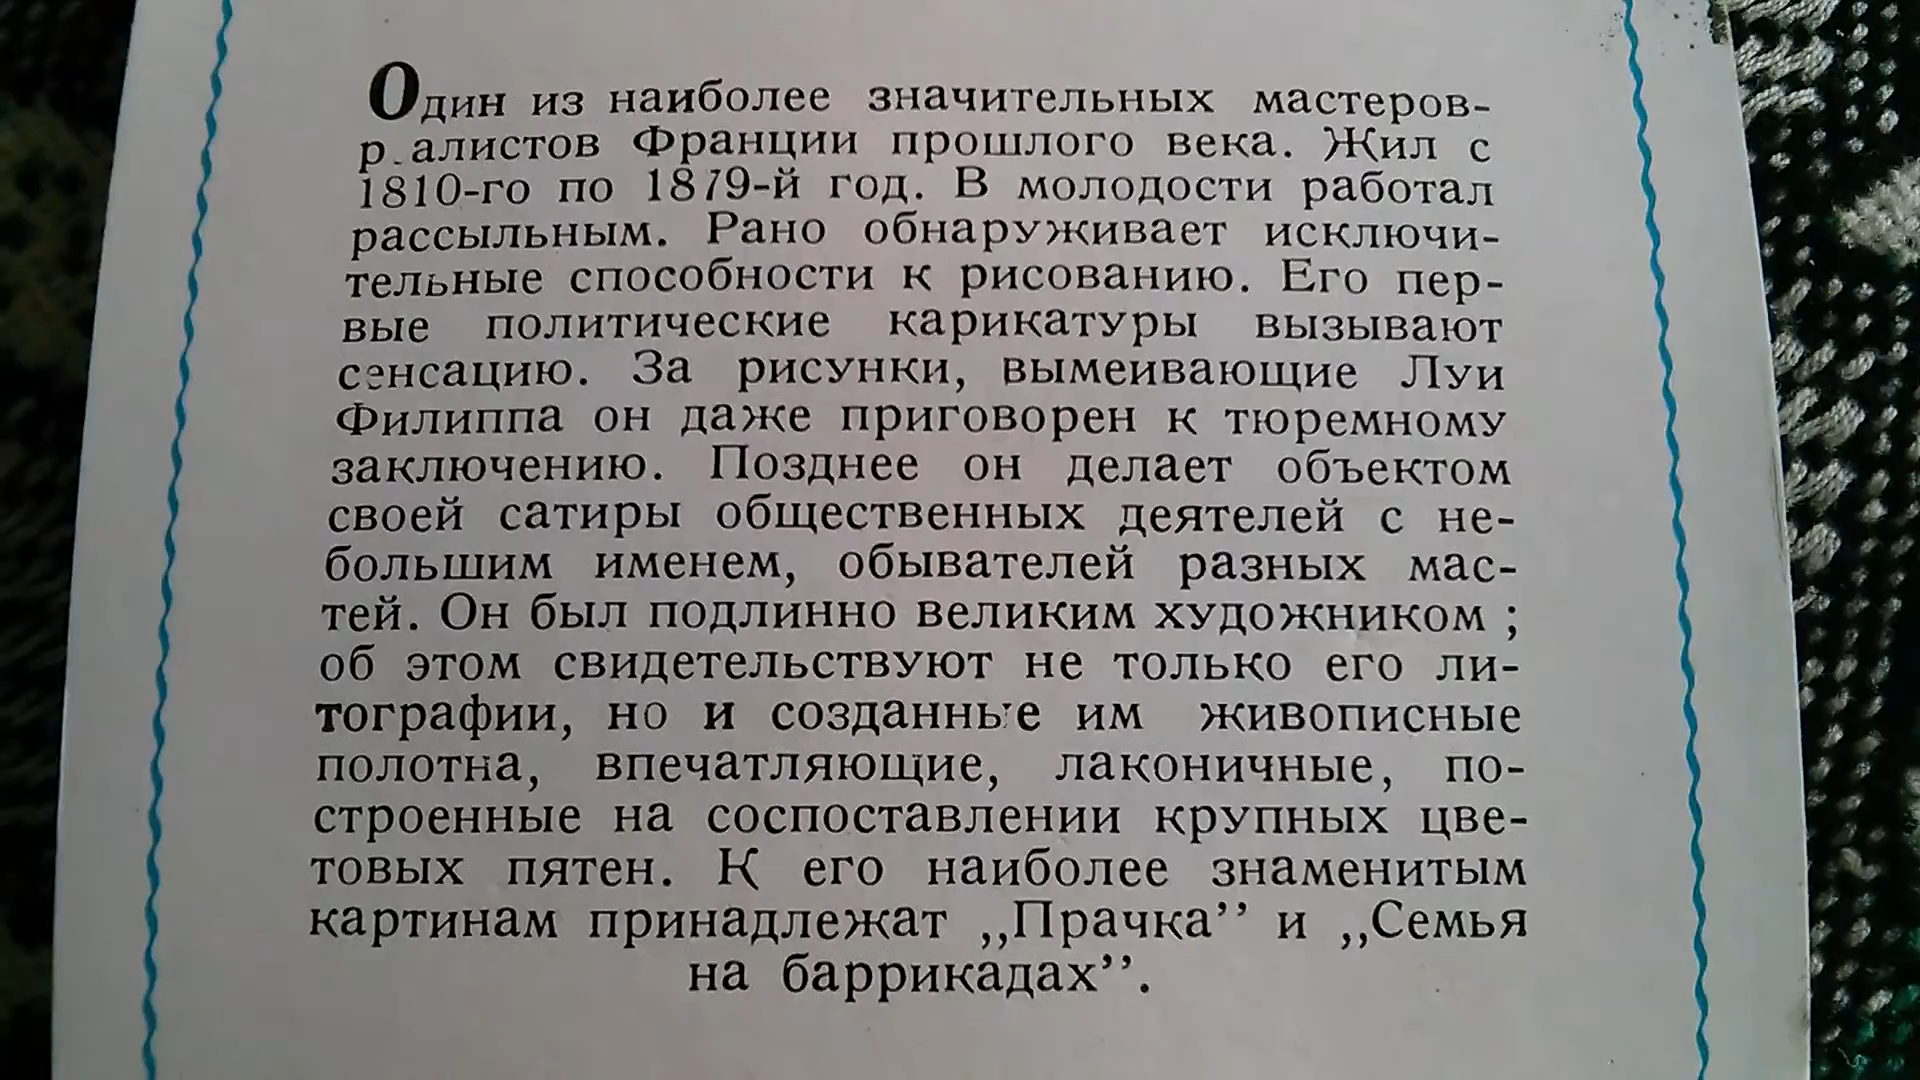 Один из наиболее значительных мастеров-
р.алистов Франции прошлого века. Жил с
1810-го по 1879-й год. В молодости работал
рассыльным. Рано обнаруживает исключи-
тельные способности к рисованию. Его пер-
вые политические карикатуры вызывают
сенсацию. За рисунки, вымеивающие Луи
Филиппа он даже приговорен к тюремному
заключению. Позднее он делает объектом
своей сатиры общественных деятелей с не-
большим именем, обывателей разных мас-
тей. Он был подлинно великим художником ;
об этом свидетельствуют не только его ли-
тографии, но и созданные им живописные
полотна, впечатляющие, лаконичные, по-
строенные на соспоставлении крупных цве-
товых пятен. К его наиболее знаменитым
картинам принадлежат ,,Прачка’’ и ,,Семья
на баррикадах’’.